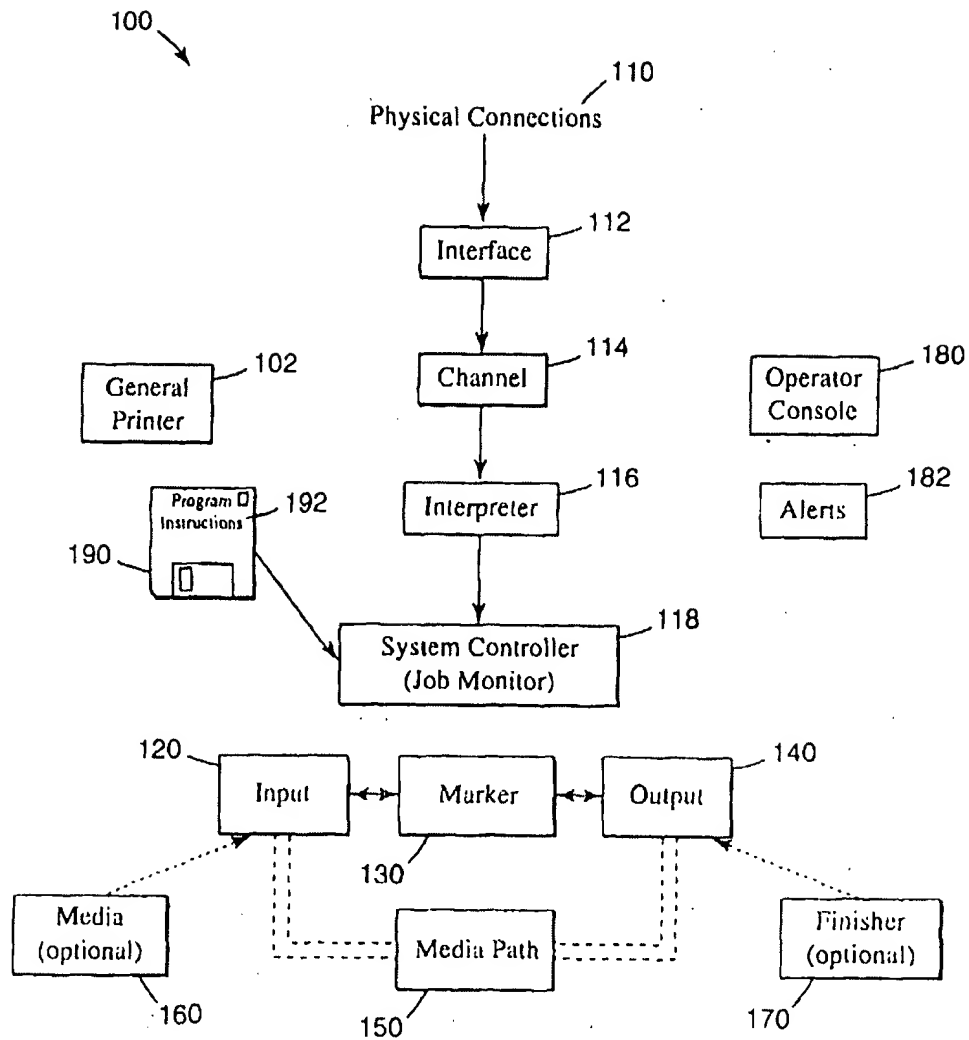 100
110
Physical Connections
112
Interface
102
General
Printer
114
Channel
180
Operator
Console
192
Program
Instructions
190
116
Interpreter
182
Alerts
118
System Controller
(Job Monitor)
120
Input
Marker
130
140
Output
Media
(optional)
160
Media Path
150
Finisher
(optional)
170